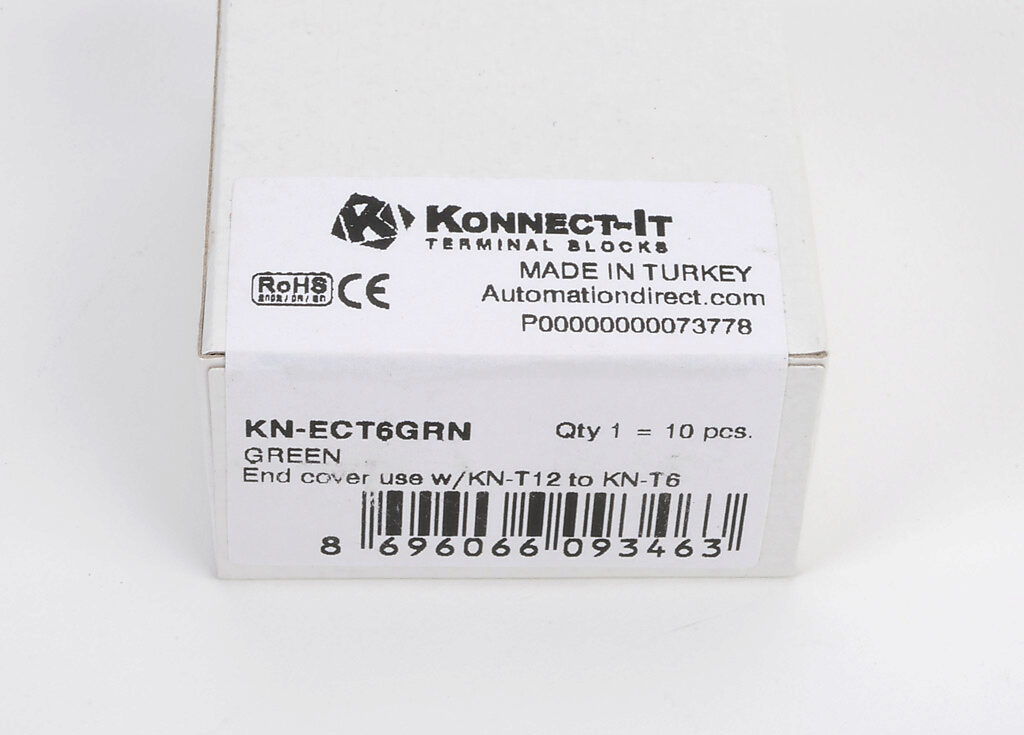 KONNECT-IT
TERMINAL BLOCKS
MADE IN TURKEY
RoHS CE
Automationdirect.com
P00000000073778
KN-ECT6GRN Qty 1 = 10 pcs.
GREEN
End cover use w/KN-T12 to KN-T6
8 696066 093463